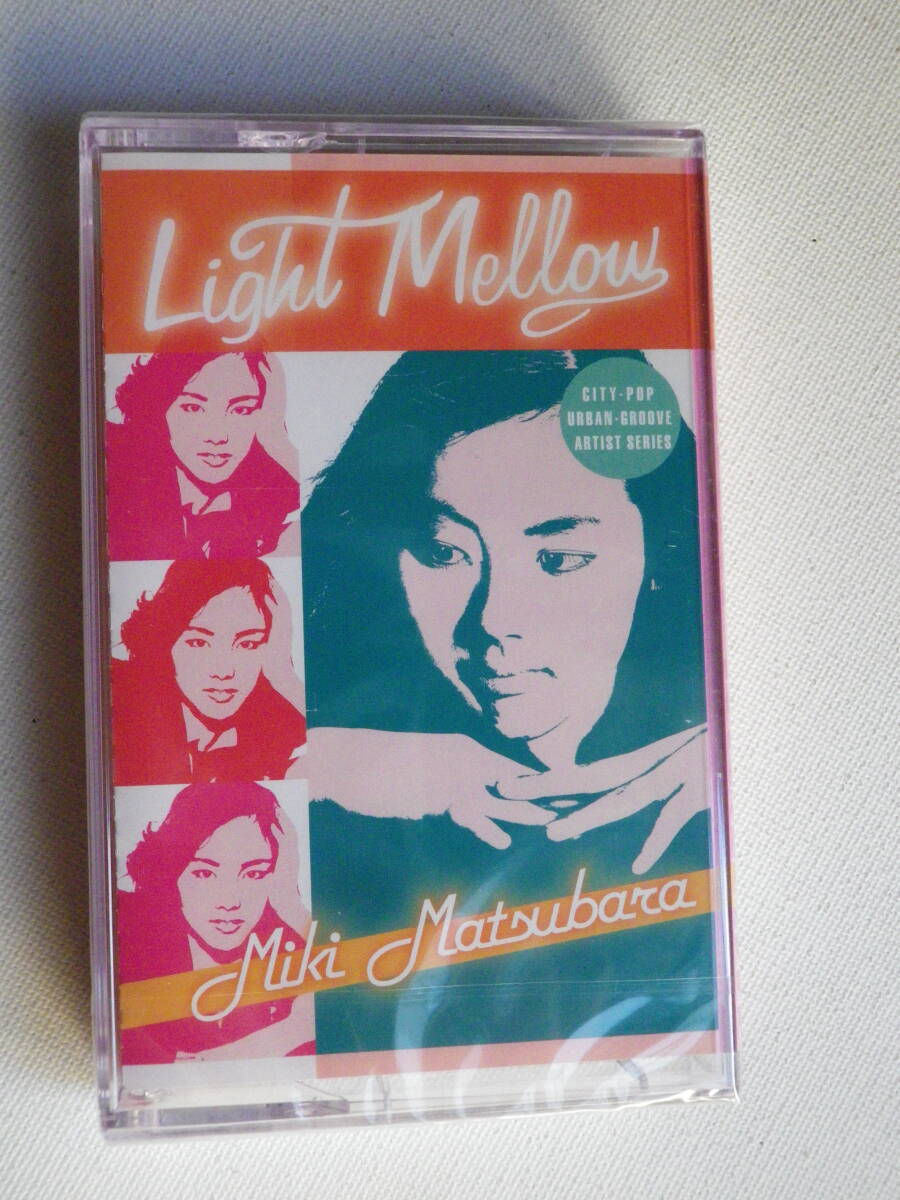 Light Mellow
CITY·POP
URBAN·GROOVE
ARTIST SERIES
Miki Matsubara